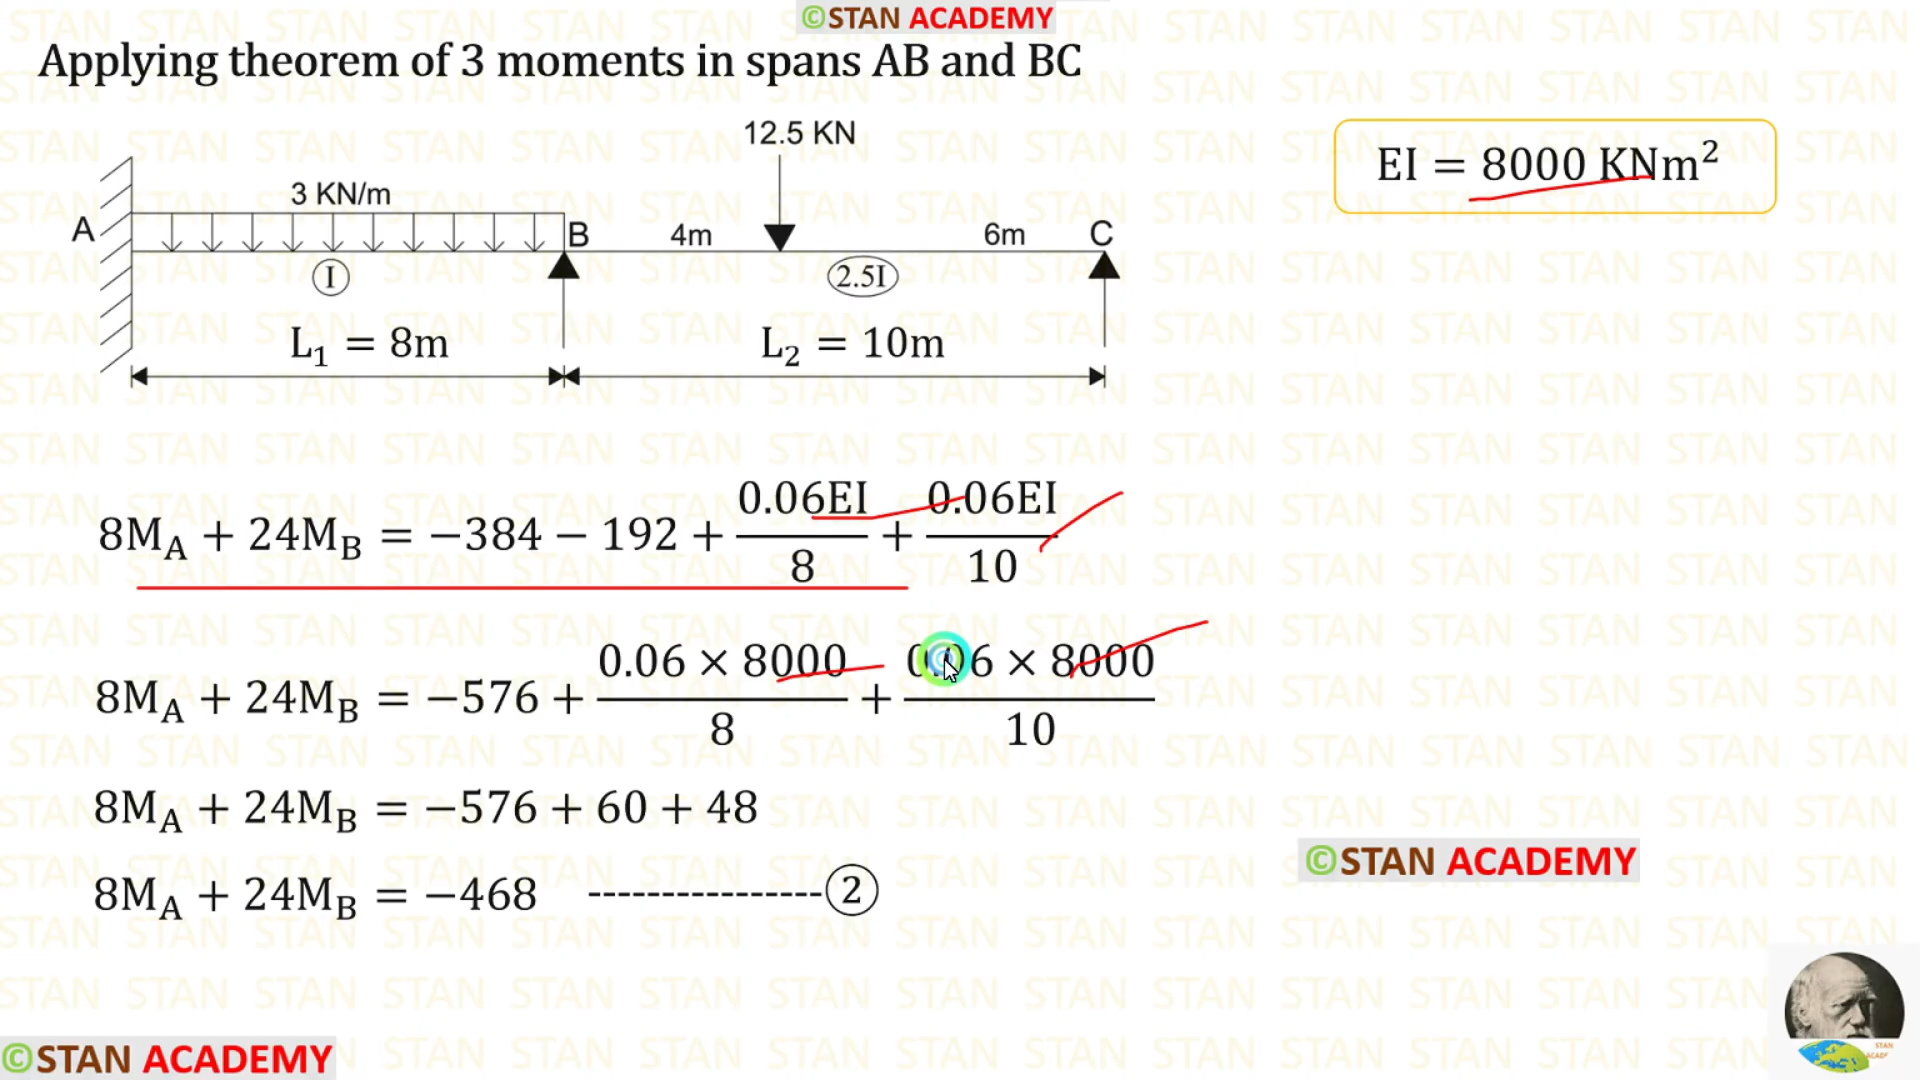 ©STAN ACADEMY
Applying theorem of 3 moments in spans AB and BC
12.5 KN
EI = 8000 KNm²
3 KN/m
A B 4m 6m C
I 2.5I
L₁ = 8m L₂ = 10m
8M_A + 24M_B = −384 − 192 + 0.06EI/8 + 0.06EI/10
8M_A + 24M_B = −576 + 0.06 × 8000/8 + 0.06 × 8000/10
8M_A + 24M_B = −576 + 60 + 48
©STAN ACADEMY
8M_A + 24M_B = −468 ---------------- 2
©STAN ACADEMY